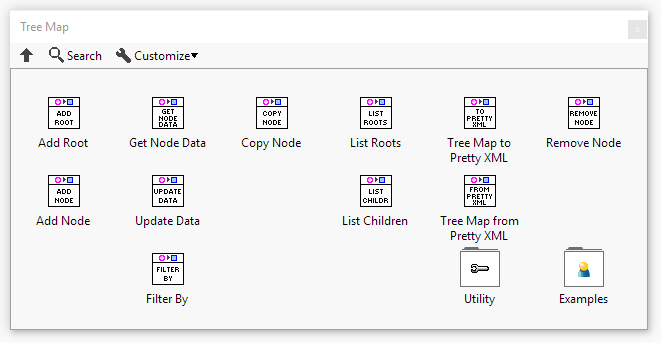 Tree Map
x
Search Customize
ADD ROOT
GET NODE DATA
COPY NODE
LIST ROOTS
TO PRETTY XML
REMOVE NODE
Add Root
Get Node Data
Copy Node
List Roots
Tree Map to
Pretty XML
Remove Node
ADD NODE
UPDATE DATA
LIST CHILDR
FROM PRETTY XML
Add Node
Update Data
List Children
Tree Map from
Pretty XML
FILTER BY
Filter By
Utility
Examples